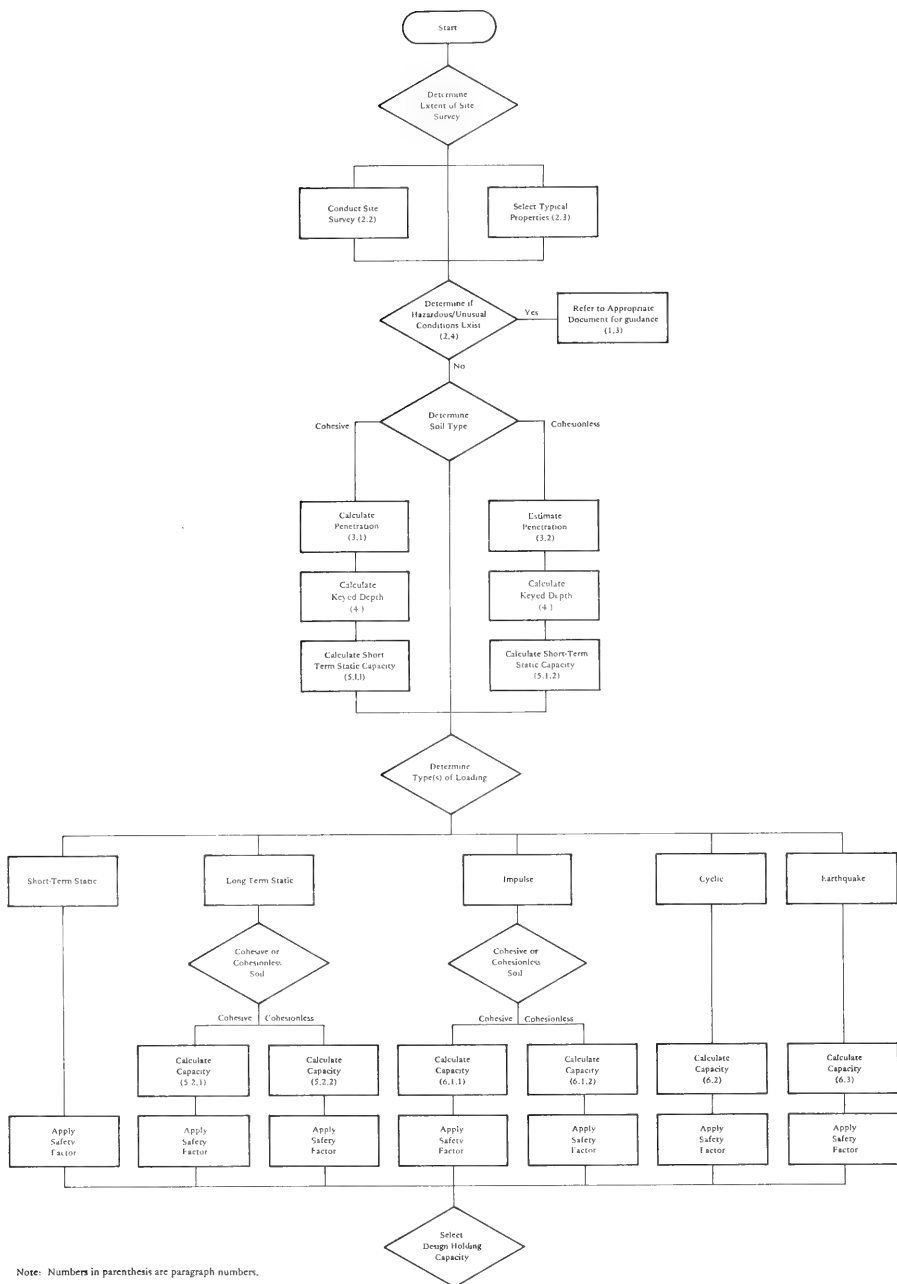 Start
Determine
Extent of Site
Survey
Conduct Site
Survey (2.2)
Select Typical
Properties (2.3)
Determine if
Hazardous/Unusual
Conditions Exist
(2.4)
Yes
Refer to Appropriate
Document for guidance
(1.3)
No
Determine
Soil Type
Cohesive
Cohesionless
Calculate
Penetration
(3.1)
Estimate
Penetration
(3.2)
Calculate
Keyed Depth
(4.)
Calculate
Keyed Depth
(4.)
Calculate Short
Term Static Capacity
(5.1.1)
Calculate Short-Term
Static Capacity
(5.1.2)
Determine
Type(s) of Loading
Short-Term Static
Long Term Static
Impulse
Cyclic
Earthquake
Cohesive or
Cohesionless
Soil
Cohesive or
Cohesionless
Soil
Cohesive
Cohesionless
Cohesive
Cohesionless
Calculate
Capacity
(5.2.1)
Calculate
Capacity
(5.2.2)
Calculate
Capacity
(6.1.1)
Calculate
Capacity
(6.1.2)
Calculate
Capacity
(6.2)
Calculate
Capacity
(6.3)
Apply
Safety
Factor
Apply
Safety
Factor
Apply
Safety
Factor
Apply
Safety
Factor
Apply
Safety
Factor
Apply
Safety
Factor
Apply
Safety
Factor
Select
Design Holding
Capacity
Note: Numbers in parenthesis are paragraph numbers.